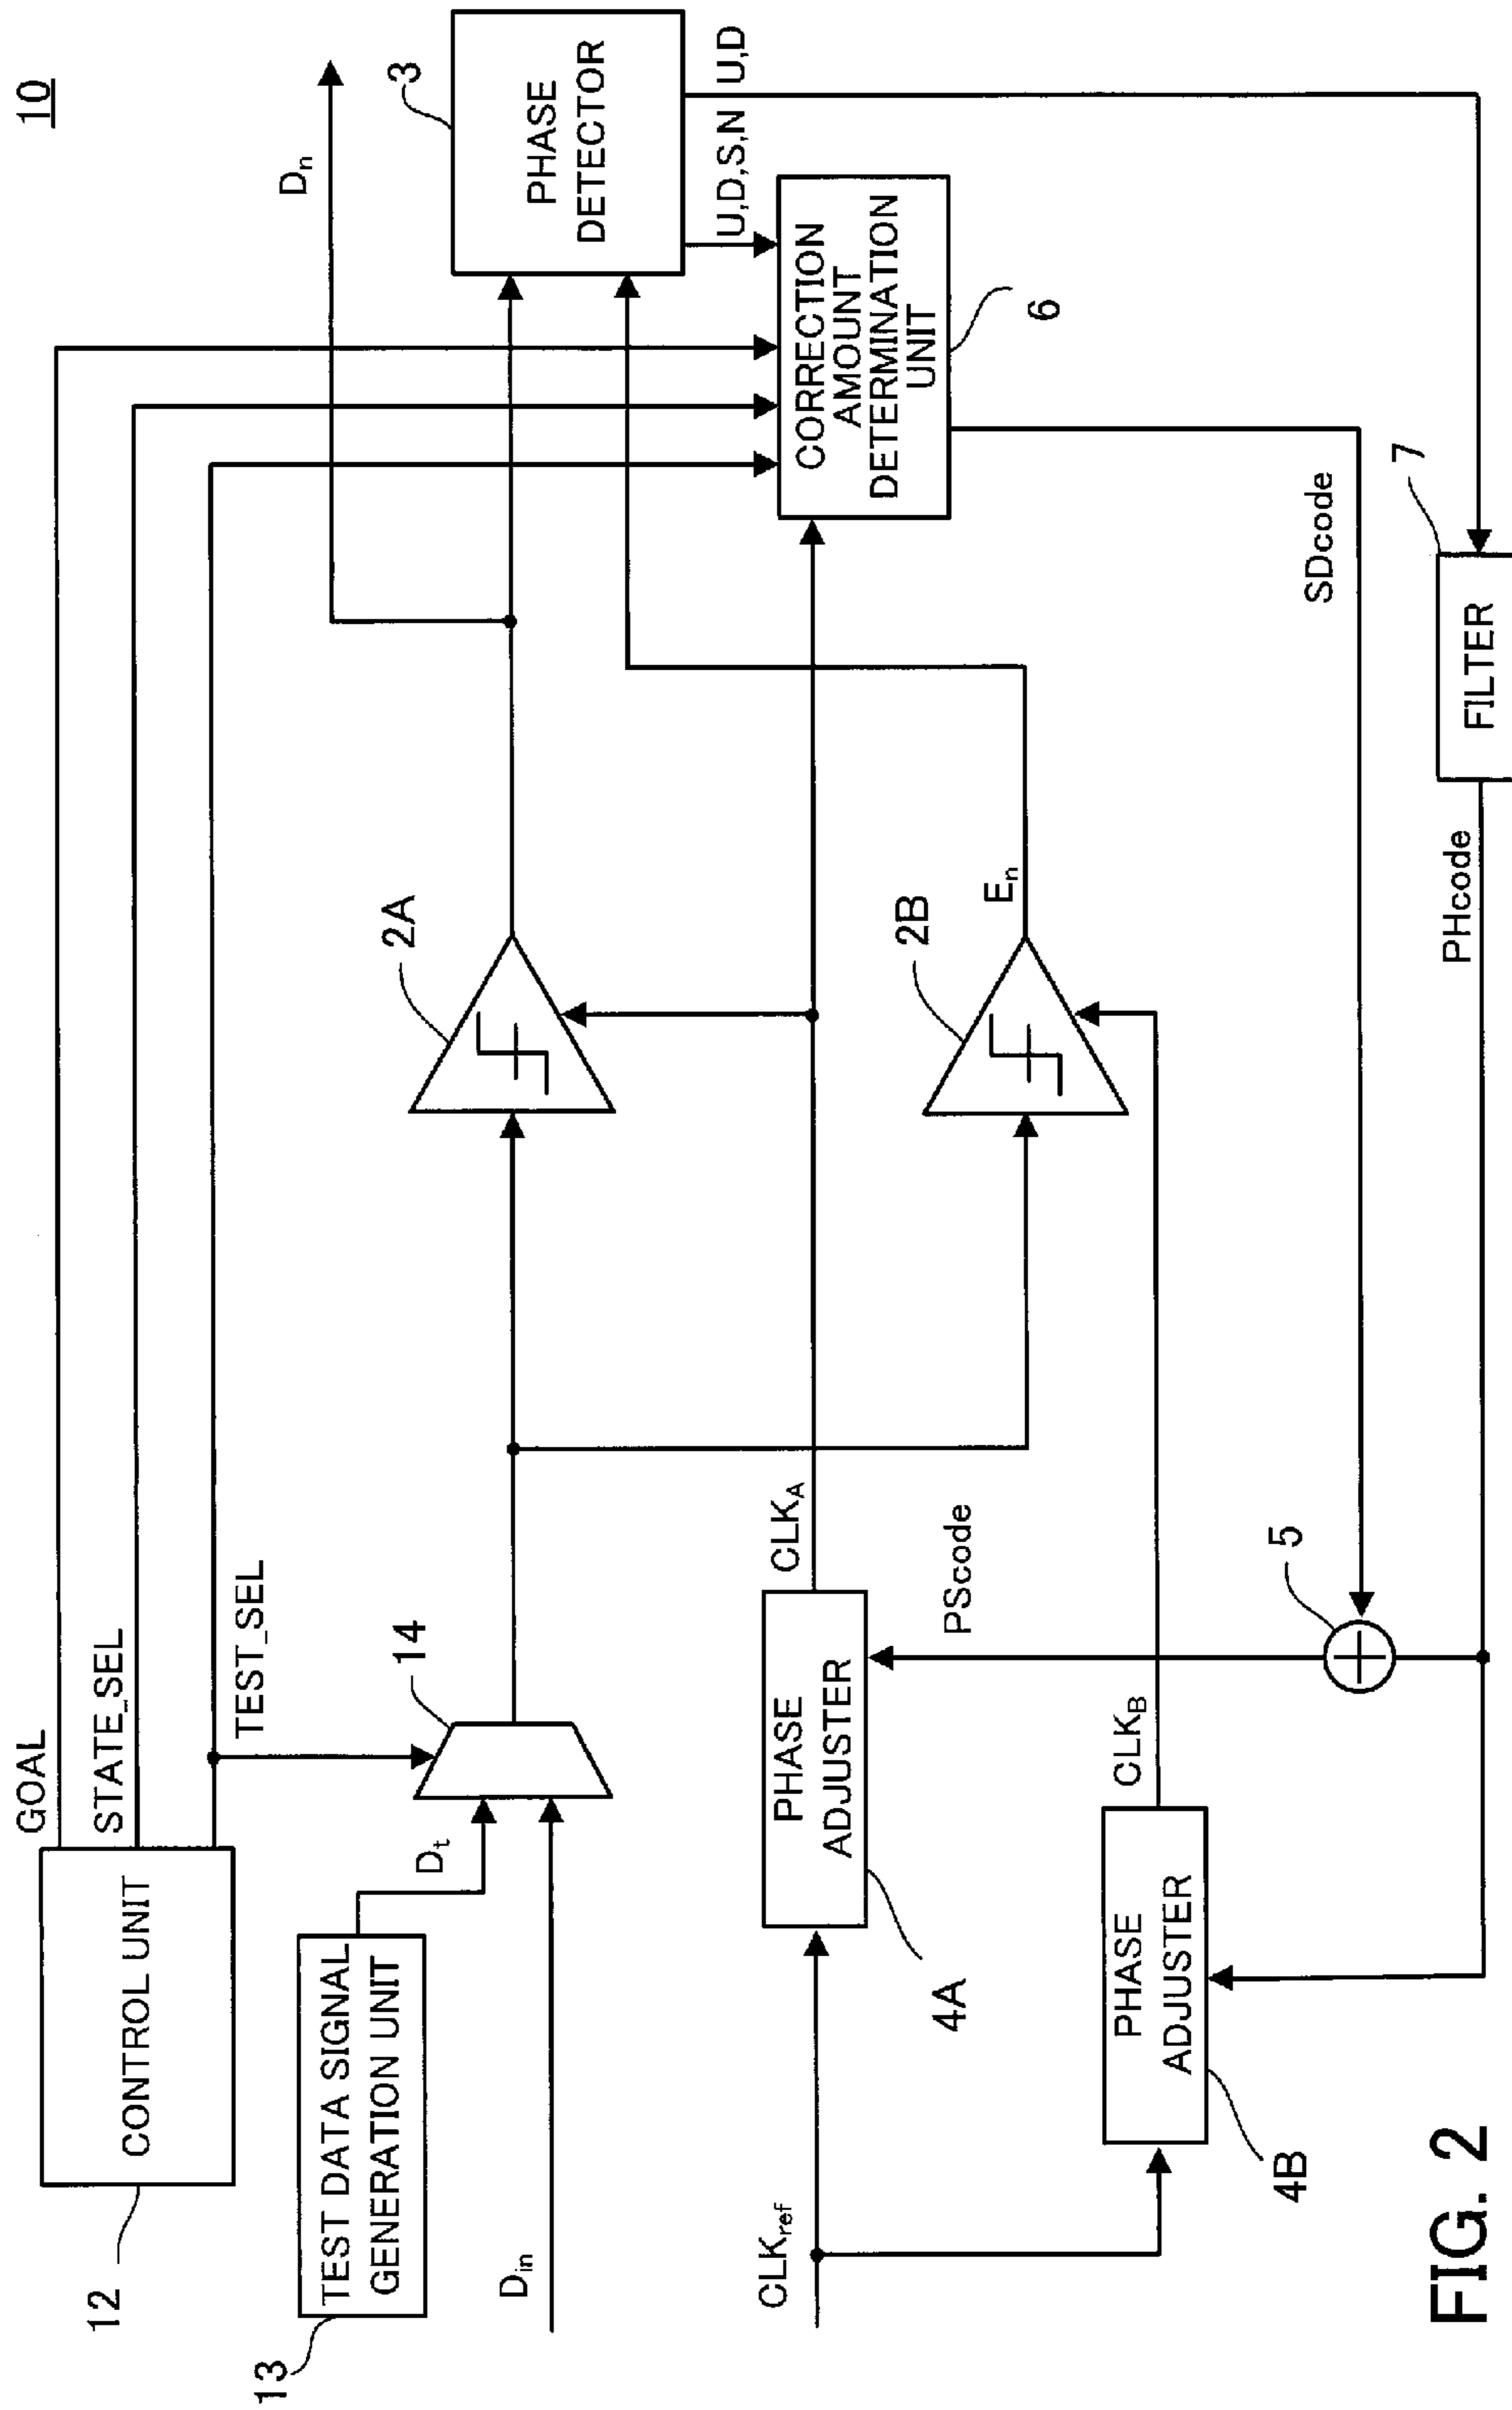 10
GOAL
STATE_SEL
TEST_SEL
CONTROL UNIT
12
TEST DATA SIGNAL
GENERATION UNIT
13
Dt
Din
14
2A
Dn
3
PHASE
DETECTOR
U,D
U,D,S,N
CORRECTION
AMOUNT
DETERMINATION
UNIT
6
CLKref
PHASE
ADJUSTER
4A
CLKA
PScode
2B
En
PHASE
ADJUSTER
4B
CLKB
5
SDcode
7
FILTER
PHcode
FIG. 2